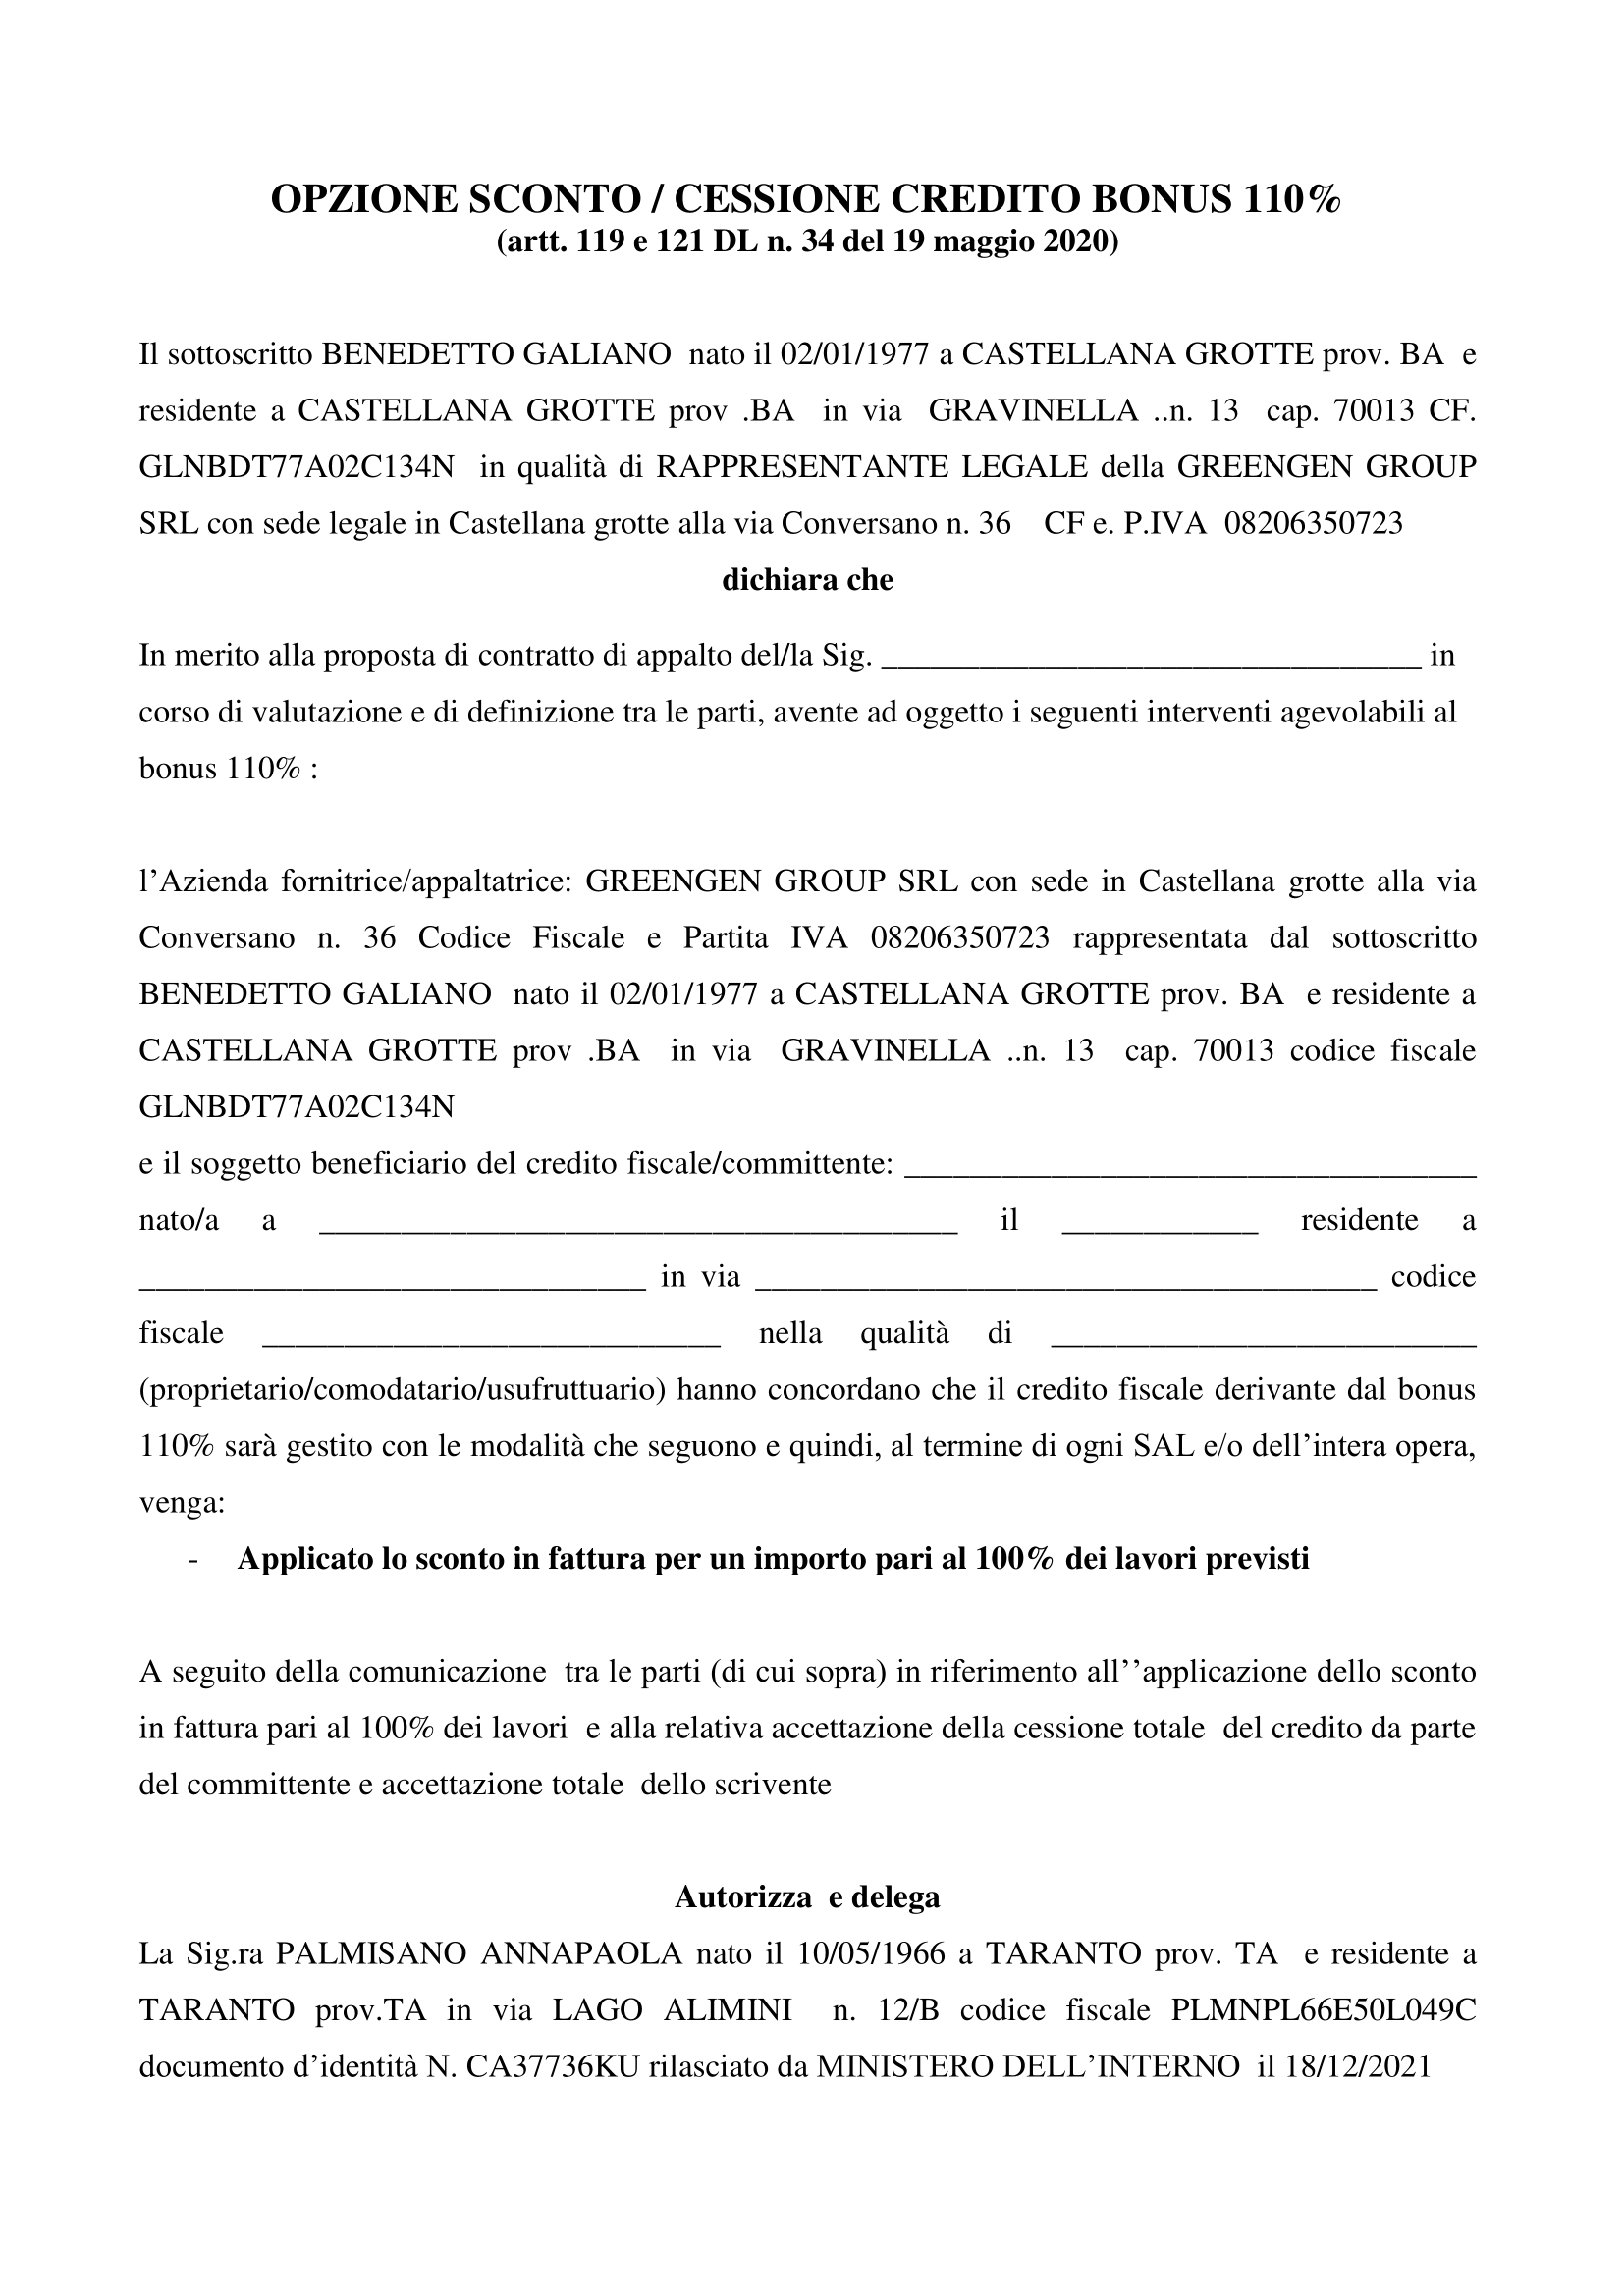 OPZIONE SCONTO / CESSIONE CREDITO BONUS 110%
(artt. 119 e 121 DL n. 34 del 19 maggio 2020)
Il sottoscritto BENEDETTO GALIANO  nato il 02/01/1977 a CASTELLANA GROTTE prov. BA  e
residente a CASTELLANA GROTTE prov .BA  in via  GRAVINELLA ..n. 13  cap. 70013 CF.
GLNBDT77A02C134N  in qualità di RAPPRESENTANTE LEGALE della GREENGEN GROUP
SRL con sede legale in Castellana grotte alla via Conversano n. 36    CF e. P.IVA  08206350723
dichiara che
In merito alla proposta di contratto di appalto del/la Sig. _________________________________ in
corso di valutazione e di definizione tra le parti, avente ad oggetto i seguenti interventi agevolabili al
bonus 110% :
l’Azienda fornitrice/appaltatrice: GREENGEN GROUP SRL con sede in Castellana grotte alla via
Conversano n. 36 Codice Fiscale e Partita IVA 08206350723 rappresentata dal sottoscritto
BENEDETTO GALIANO  nato il 02/01/1977 a CASTELLANA GROTTE prov. BA  e residente a
CASTELLANA GROTTE prov .BA  in via  GRAVINELLA ..n. 13  cap. 70013 codice fiscale
GLNBDT77A02C134N
e il soggetto beneficiario del credito fiscale/committente: ___________________________________
nato/a a _______________________________________ il ____________ residente a
_______________________________ in via ______________________________________ codice
fiscale ____________________________ nella qualità di __________________________
(proprietario/comodatario/usufruttuario) hanno concordano che il credito fiscale derivante dal bonus
110% sarà gestito con le modalità che seguono e quindi, al termine di ogni SAL e/o dell’intera opera,
venga:
- Applicato lo sconto in fattura per un importo pari al 100% dei lavori previsti
A seguito della comunicazione  tra le parti (di cui sopra) in riferimento all’’applicazione dello sconto
in fattura pari al 100% dei lavori  e alla relativa accettazione della cessione totale  del credito da parte
del committente e accettazione totale  dello scrivente
Autorizza  e delega
La Sig.ra PALMISANO ANNAPAOLA nato il 10/05/1966 a TARANTO prov. TA  e residente a
TARANTO prov.TA in via LAGO ALIMINI  n. 12/B codice fiscale PLMNPL66E50L049C
documento d’identità N. CA37736KU rilasciato da MINISTERO DELL’INTERNO  il 18/12/2021